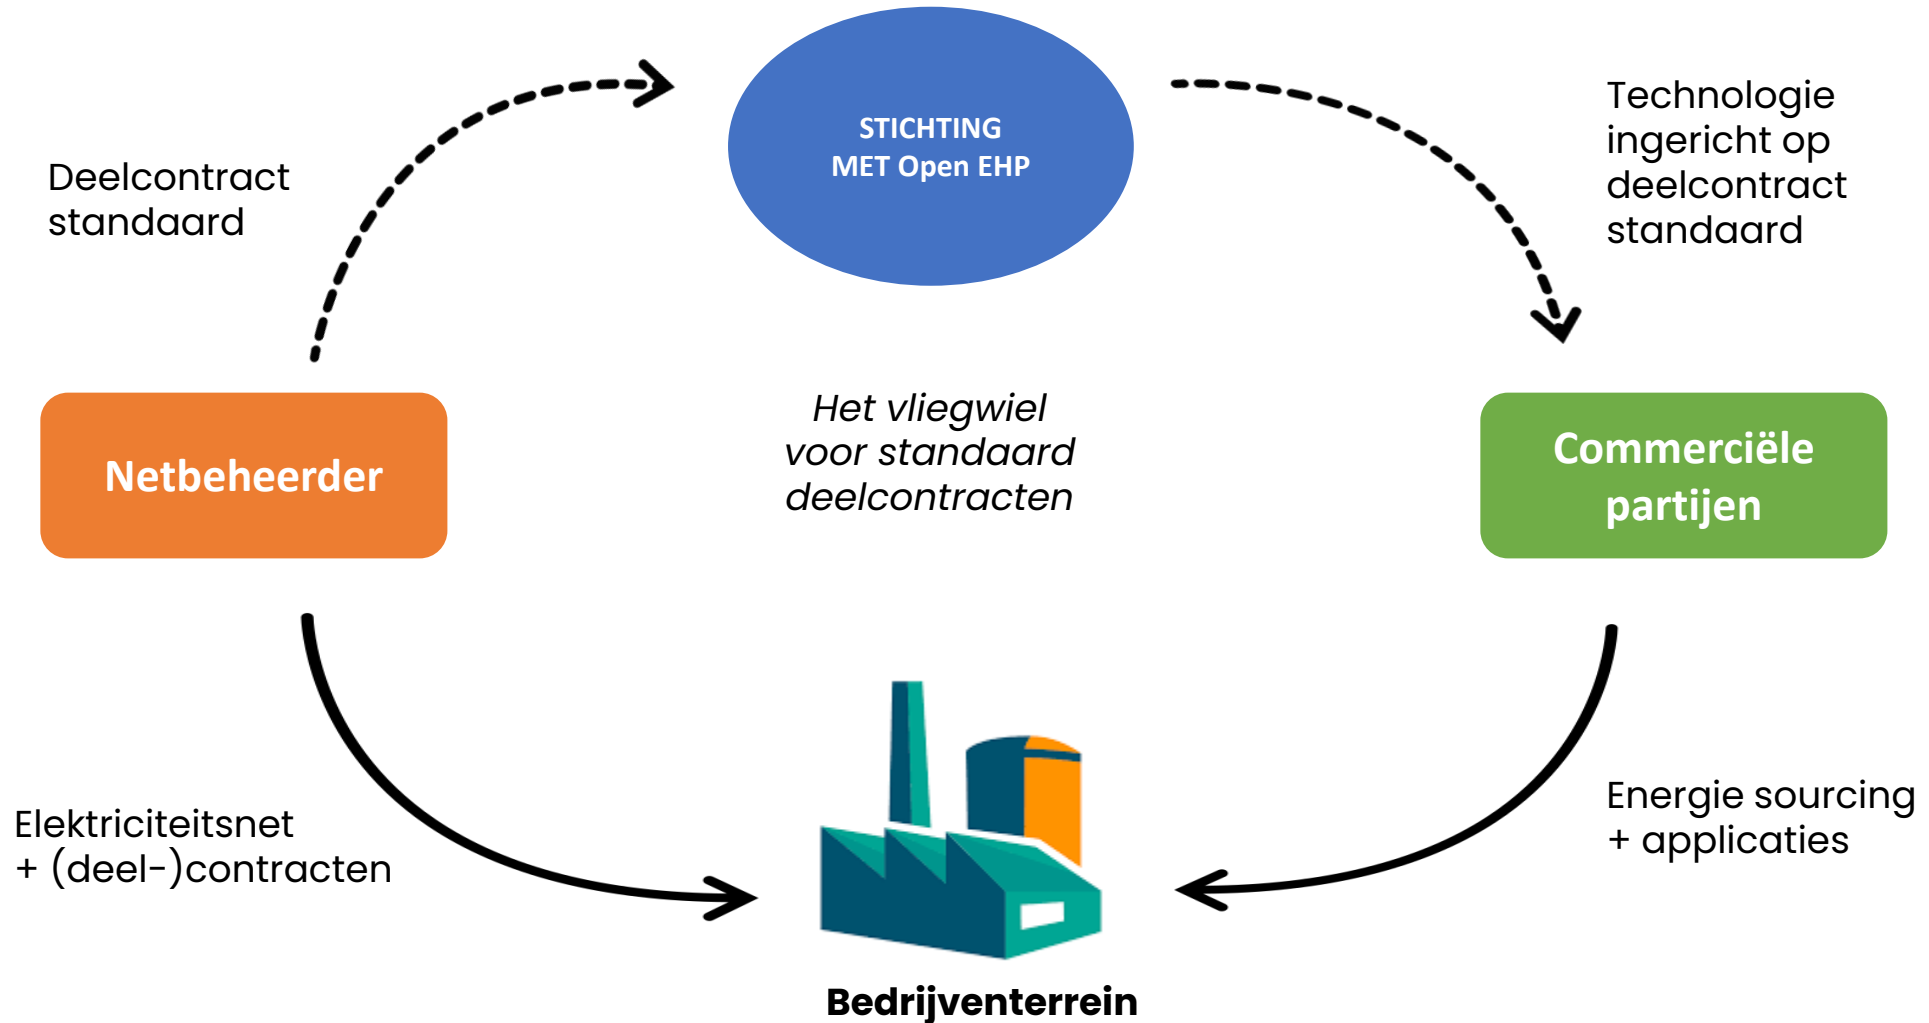 STICHTING
MET Open EHP
Deelcontract
standaard
Technologie
ingericht op
deelcontract
standaard
Netbeheerder
Het vliegwiel
voor standaard
deelcontracten
Commerciële
partijen
Elektriciteitsnet
+ (deel-)contracten
Energie sourcing
+ applicaties
Bedrijventerrein